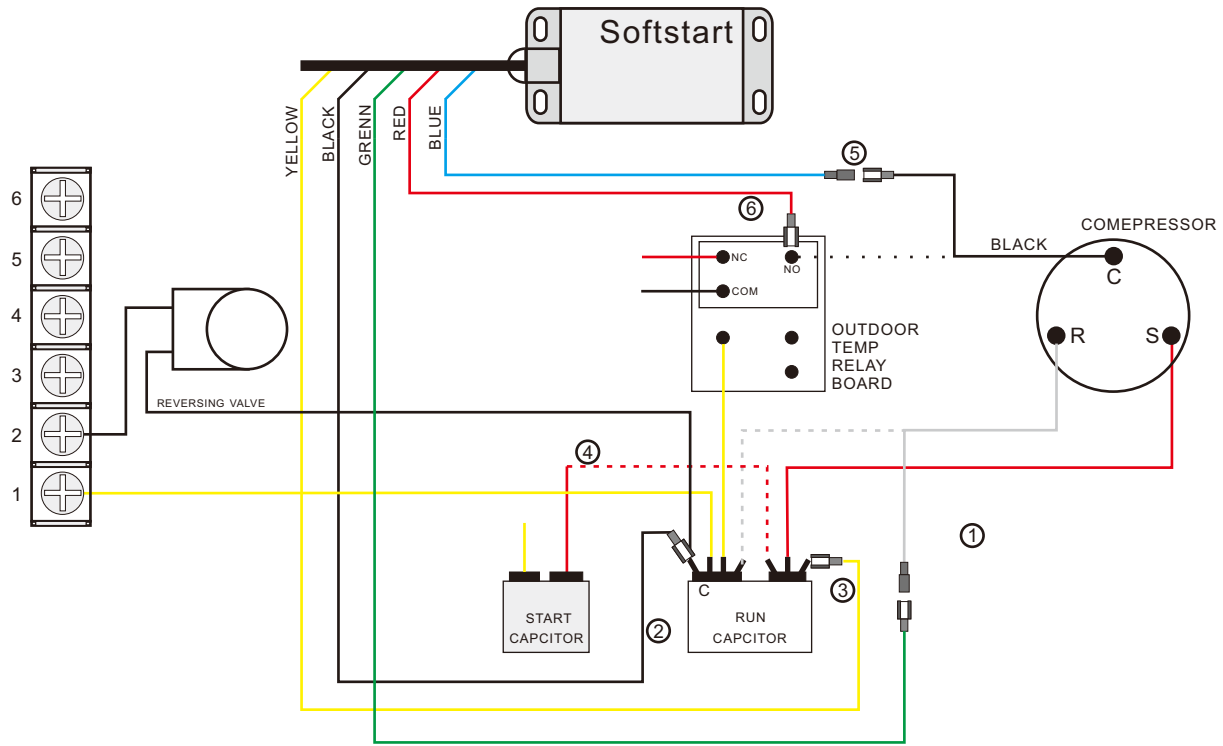 Softstart
YELLOW
BLACK
GRENN
RED
BLUE
5
6
COMEPRESSOR
BLACK
C
R
S
NC
NO
COM
OUTDOOR
TEMP
RELAY
BOARD
6
5
4
3
2
1
REVERSING VALVE
4
1
C
START
CAPCITOR
2
RUN
CAPCITOR
3